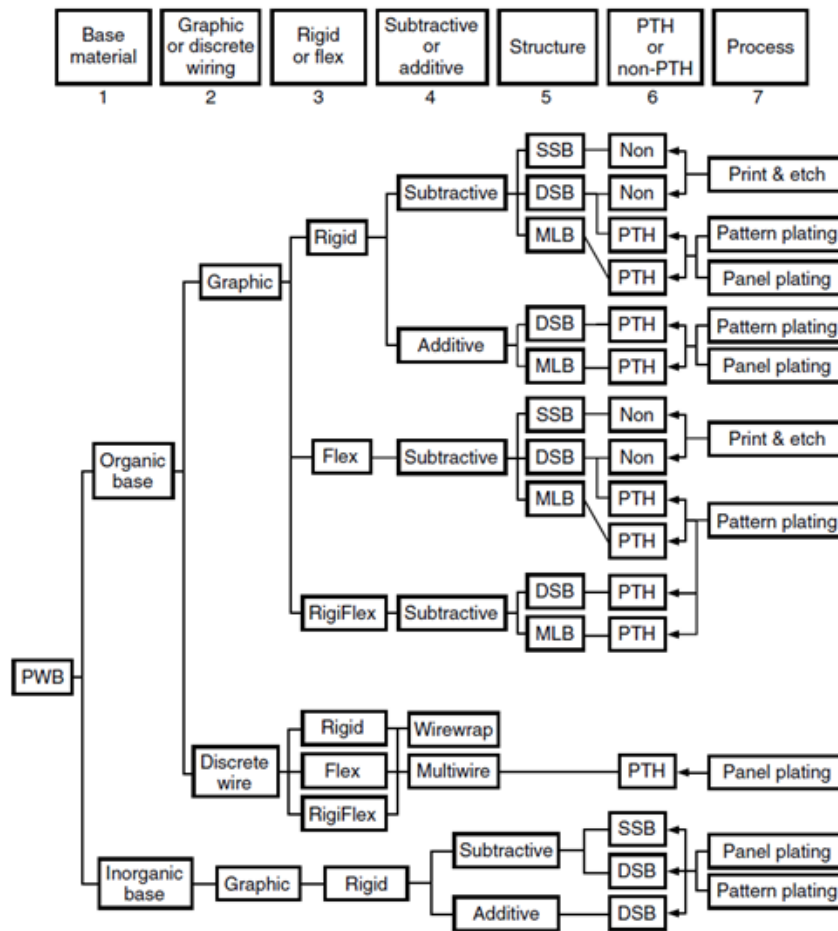 Base
material
Graphic
or discrete
wiring
Rigid
or flex
Subtractive
or
additive
Structure
PTH
or
non-PTH
Process
1
2
3
4
5
6
7
SSB
Non
Print & etch
Subtractive
DSB
Non
Rigid
MLB
PTH
Pattern plating
Graphic
PTH
Panel plating
DSB
PTH
Pattern plating
Additive
MLB
PTH
Panel plating
SSB
Non
Print & etch
Organic
base
Flex
Subtractive
DSB
Non
MLB
PTH
Pattern plating
PTH
RigiFlex
Subtractive
DSB
PTH
MLB
PTH
PWB
Rigid
Wirewrap
Discrete
wire
Flex
Multiwire
PTH
Panel plating
RigiFlex
SSB
Inorganic
base
Graphic
Rigid
Subtractive
DSB
Panel plating
Pattern plating
Additive
DSB